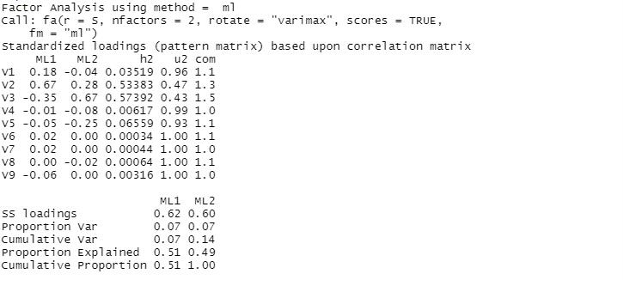 Factor Analysis using method =  ml
Call: fa(r = S, nfactors = 2, rotate = "varimax", scores = TRUE,
    fm = "ml")
Standardized loadings (pattern matrix) based upon correlation matrix
     ML1   ML2      h2   u2 com
V1  0.18 -0.04 0.03519 0.96 1.1
V2  0.67  0.28 0.53383 0.47 1.3
V3 -0.35  0.67 0.57392 0.43 1.5
V4 -0.01 -0.08 0.00617 0.99 1.0
V5 -0.05 -0.25 0.06559 0.93 1.1
V6  0.02  0.00 0.00034 1.00 1.1
V7  0.02  0.00 0.00044 1.00 1.0
V8  0.00 -0.02 0.00064 1.00 1.1
V9 -0.06  0.00 0.00316 1.00 1.0
                       ML1  ML2
SS loadings           0.62 0.60
Proportion Var        0.07 0.07
Cumulative Var        0.07 0.14
Proportion Explained  0.51 0.49
Cumulative Proportion 0.51 1.00